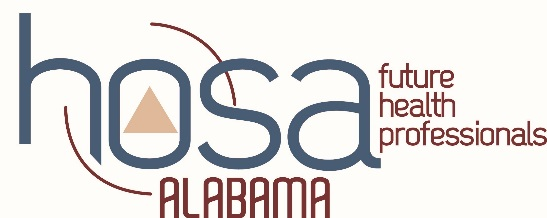 hosa
future
health
professionals
ALABAMA